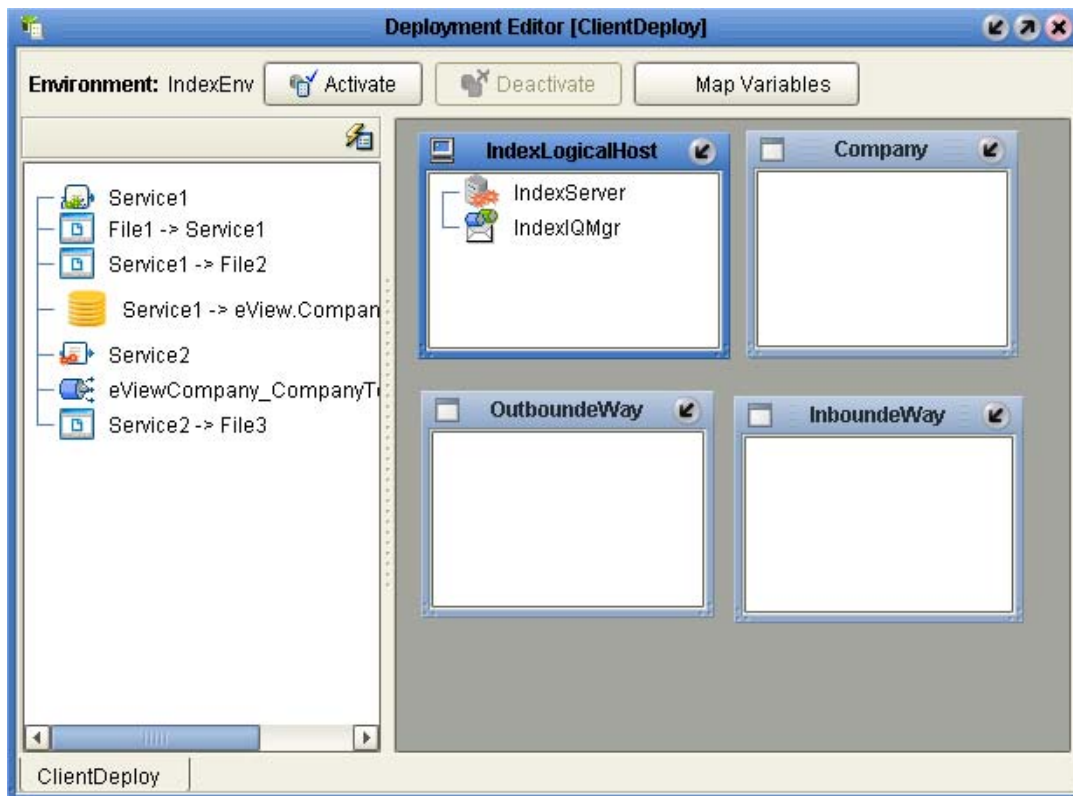 Deployment Editor [ClientDeploy]
Environment: IndexEnv Activate Deactivate Map Variables
Service1
File1 -> Service1
Service1 -> File2
Service1 -> eView.Compan
Service2
eViewCompany_CompanyT
Service2 -> File3
IndexLogicalHost
IndexServer
IndexIQMgr
Company
OutboundeWay
InboundeWay
ClientDeploy